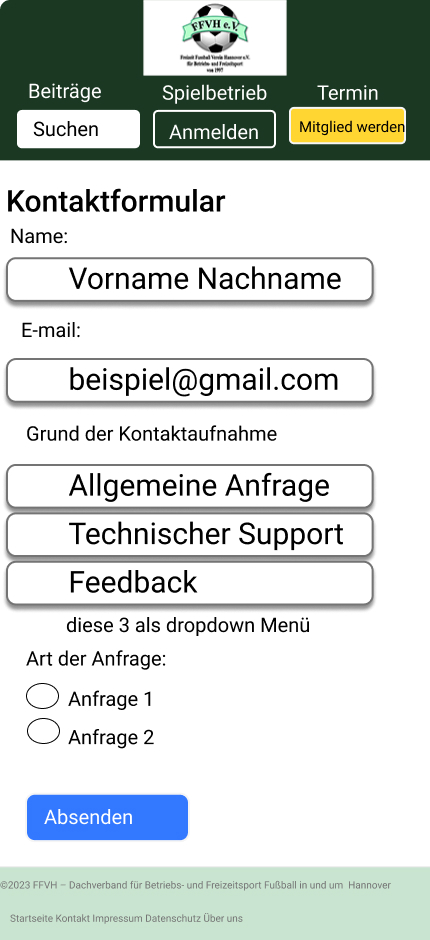 FFVH e.V.
Freizeit Fussball Verein Hannover e.V.
für Betriebs- und Freizeitsport
von 1997
Beiträge Spielbetrieb Termin
Suchen Anmelden Mitglied werden
Kontaktformular
Name:
Vorname Nachname
E-mail:
beispiel@gmail.com
Grund der Kontaktaufnahme
Allgemeine Anfrage
Technischer Support
Feedback
diese 3 als dropdown Menü
Art der Anfrage:
Anfrage 1
Anfrage 2
Absenden
©2023 FFVH – Dachverband für Betriebs- und Freizeitsport Fußball in und um Hannover
Startseite Kontakt Impressum Datenschutz Über uns